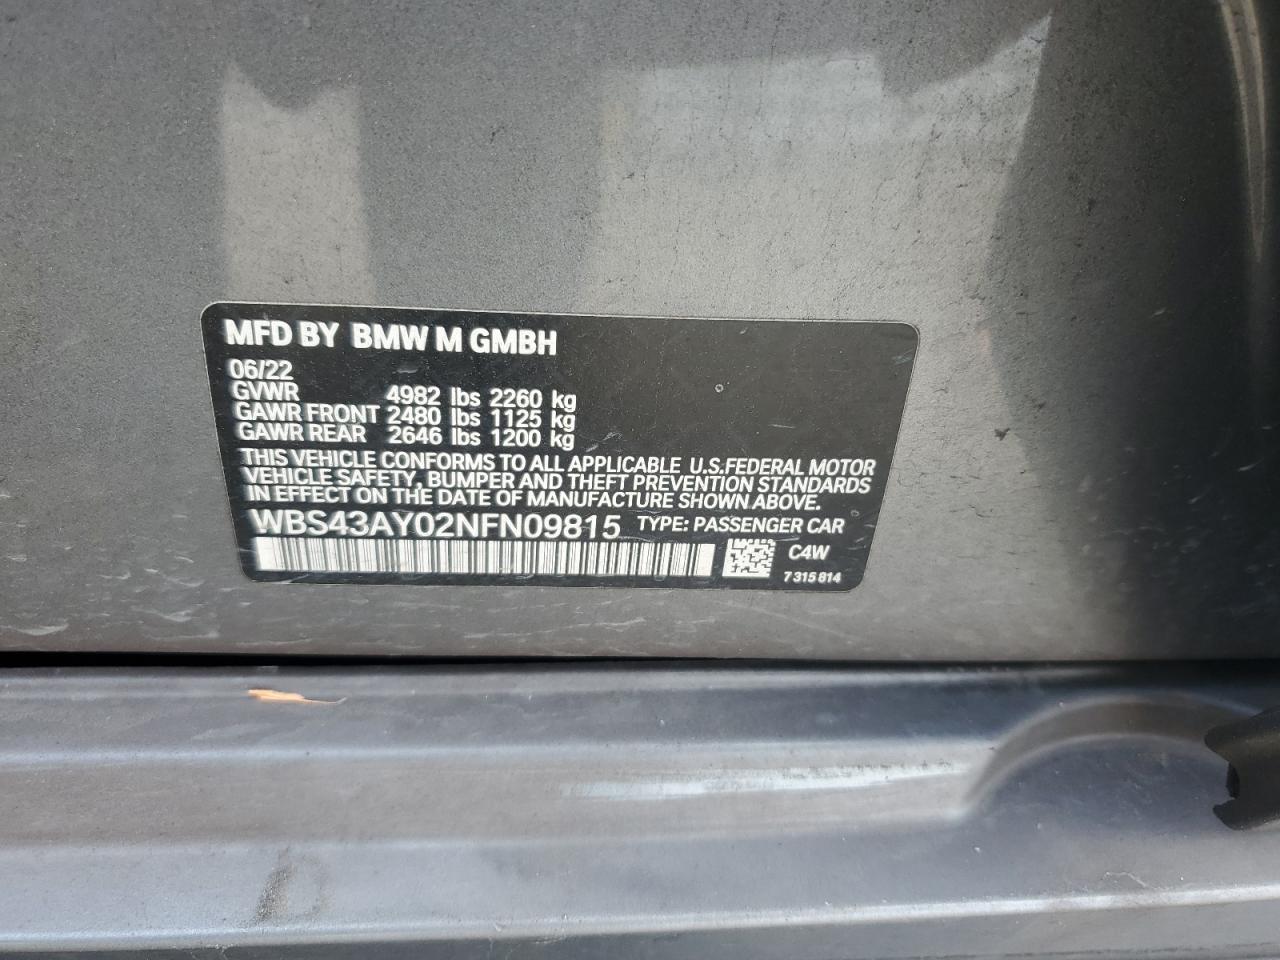 MFD BY BMW M GMBH
06/22
GVWR 4982 lbs 2260 kg
GAWR FRONT 2480 lbs 1125 kg
GAWR REAR 2646 lbs 1200 kg
THIS VEHICLE CONFORMS TO ALL APPLICABLE U.S.FEDERAL MOTOR
VEHICLE SAFETY, BUMPER AND THEFT PREVENTION STANDARDS
IN EFFECT ON THE DATE OF MANUFACTURE SHOWN ABOVE.
WBS43AY02NFN09815 TYPE: PASSENGER CAR
C4W
7 315 814